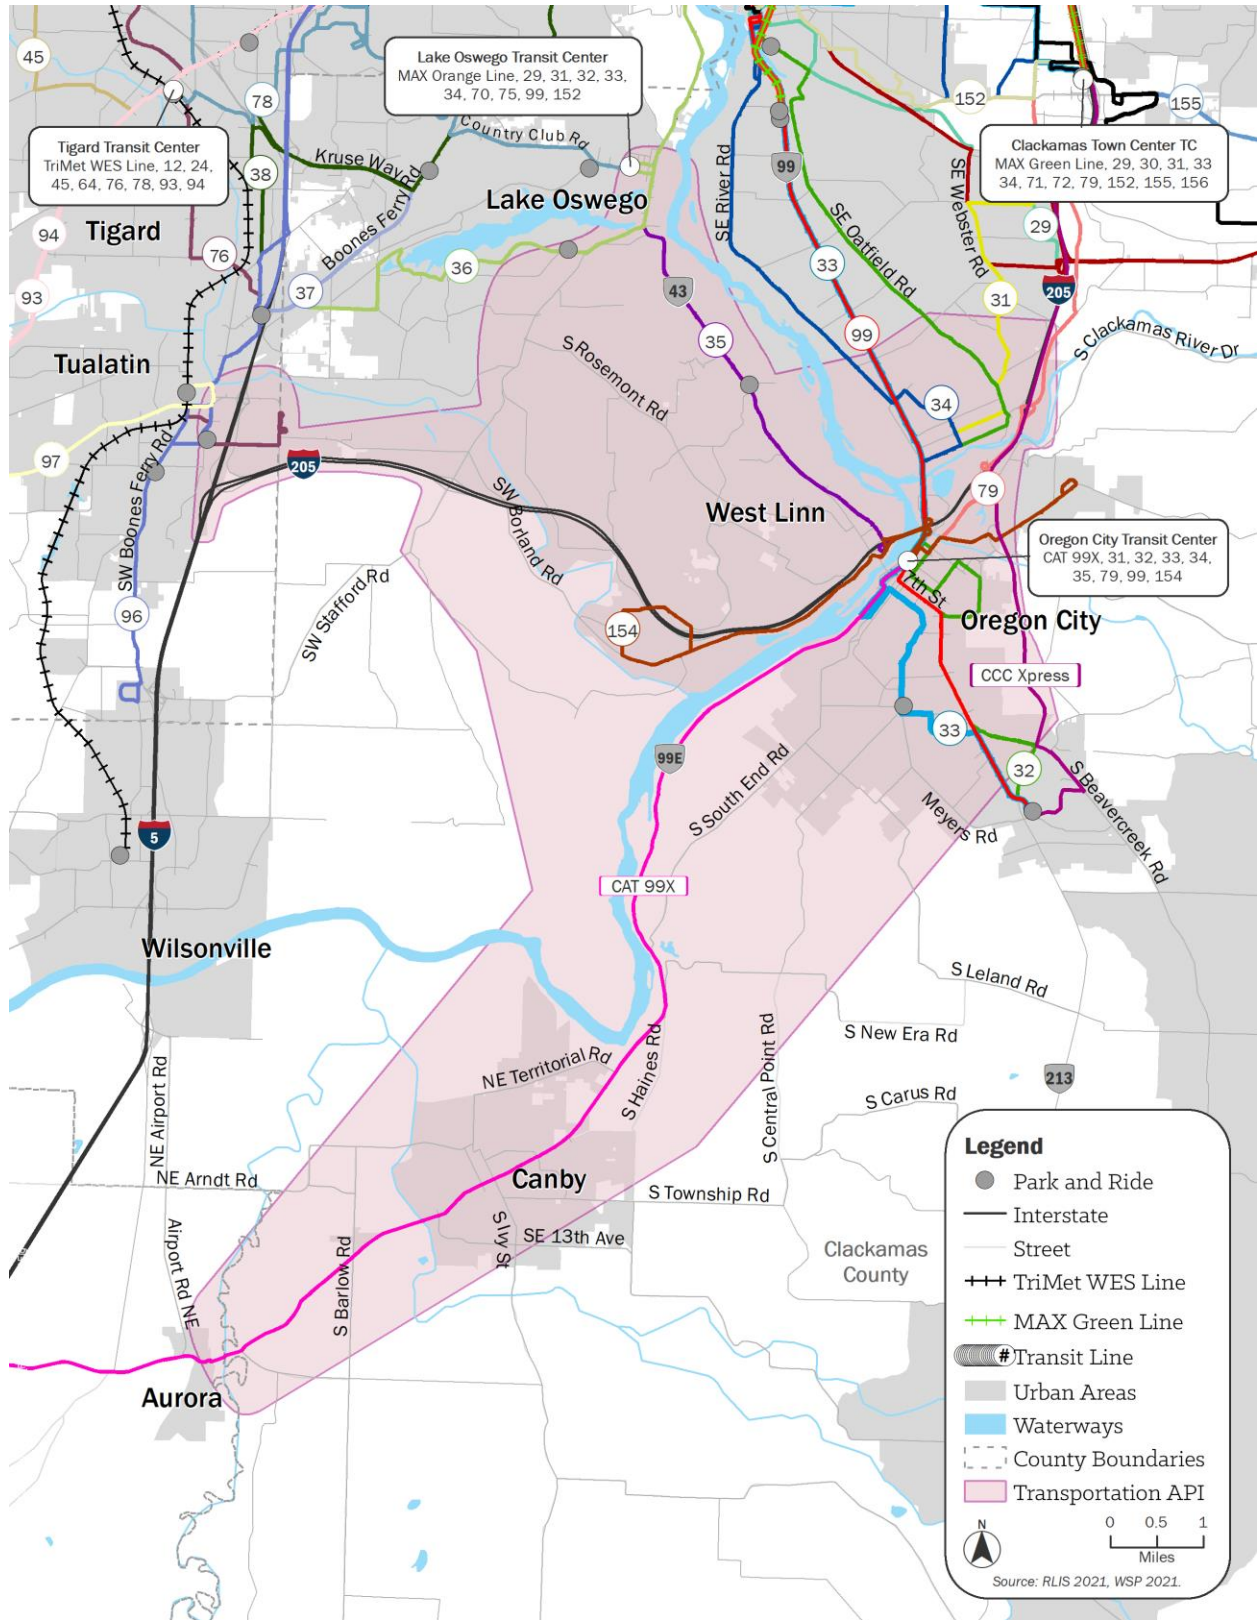 45
78
Lake Oswego Transit Center
MAX Orange Line, 29, 31, 32, 33,
34, 70, 75, 99, 152
152
155
Tigard Transit Center
TriMet WES Line, 12, 24,
45, 64, 76, 78, 93, 94
Country Club Rd
Kruse Way
38
99
Clackamas Town Center TC
MAX Green Line, 29, 30, 31, 33
34, 71, 72, 79, 152, 155, 156
Lake Oswego
SE River Rd
SE Webster Rd
Tigard
94
76
Boones Ferry Rd
36
SE Oatfield Rd
29
93
37
43
33
31
205
Tualatin
35
99
S Clackamas River Dr
S Rosemont Rd
34
97
205
SW Boones Ferry Rd
SW Borland Rd
West Linn
79
Oregon City Transit Center
CAT 99X, 31, 32, 33, 34,
35, 79, 99, 154
7th St
SW Stafford Rd
96
154
Oregon City
CCC Xpress
33
99E
32
S South End Rd
Meyers Rd
S Beavercreek Rd
5
CAT 99X
Wilsonville
S Leland Rd
S New Era Rd
S Central Point Rd
NE Territorial Rd
S Haines Rd
NE Airport Rd
213
S Carus Rd
NE Arndt Rd
Canby
S Township Rd
Airport Rd NE
S Barlow Rd
S Ivy St
SE 13th Ave
Clackamas
County
Aurora
Legend
Park and Ride
Interstate
Street
TriMet WES Line
MAX Green Line
# Transit Line
Urban Areas
Waterways
County Boundaries
Transportation API
N
0 0.5 1
Miles
Source: RLIS 2021, WSP 2021.